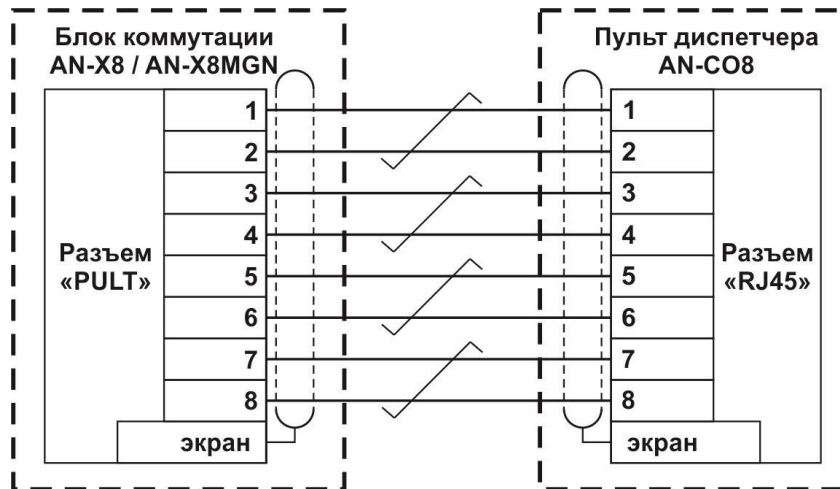 Блок коммутации
AN-X8 / AN-X8MGN
Разъем
«PULT»
1
2
3
4
5
6
7
8
экран
Пульт диспетчера
AN-CO8
1
2
3
4
5
6
7
8
экран
Разъем
«RJ45»